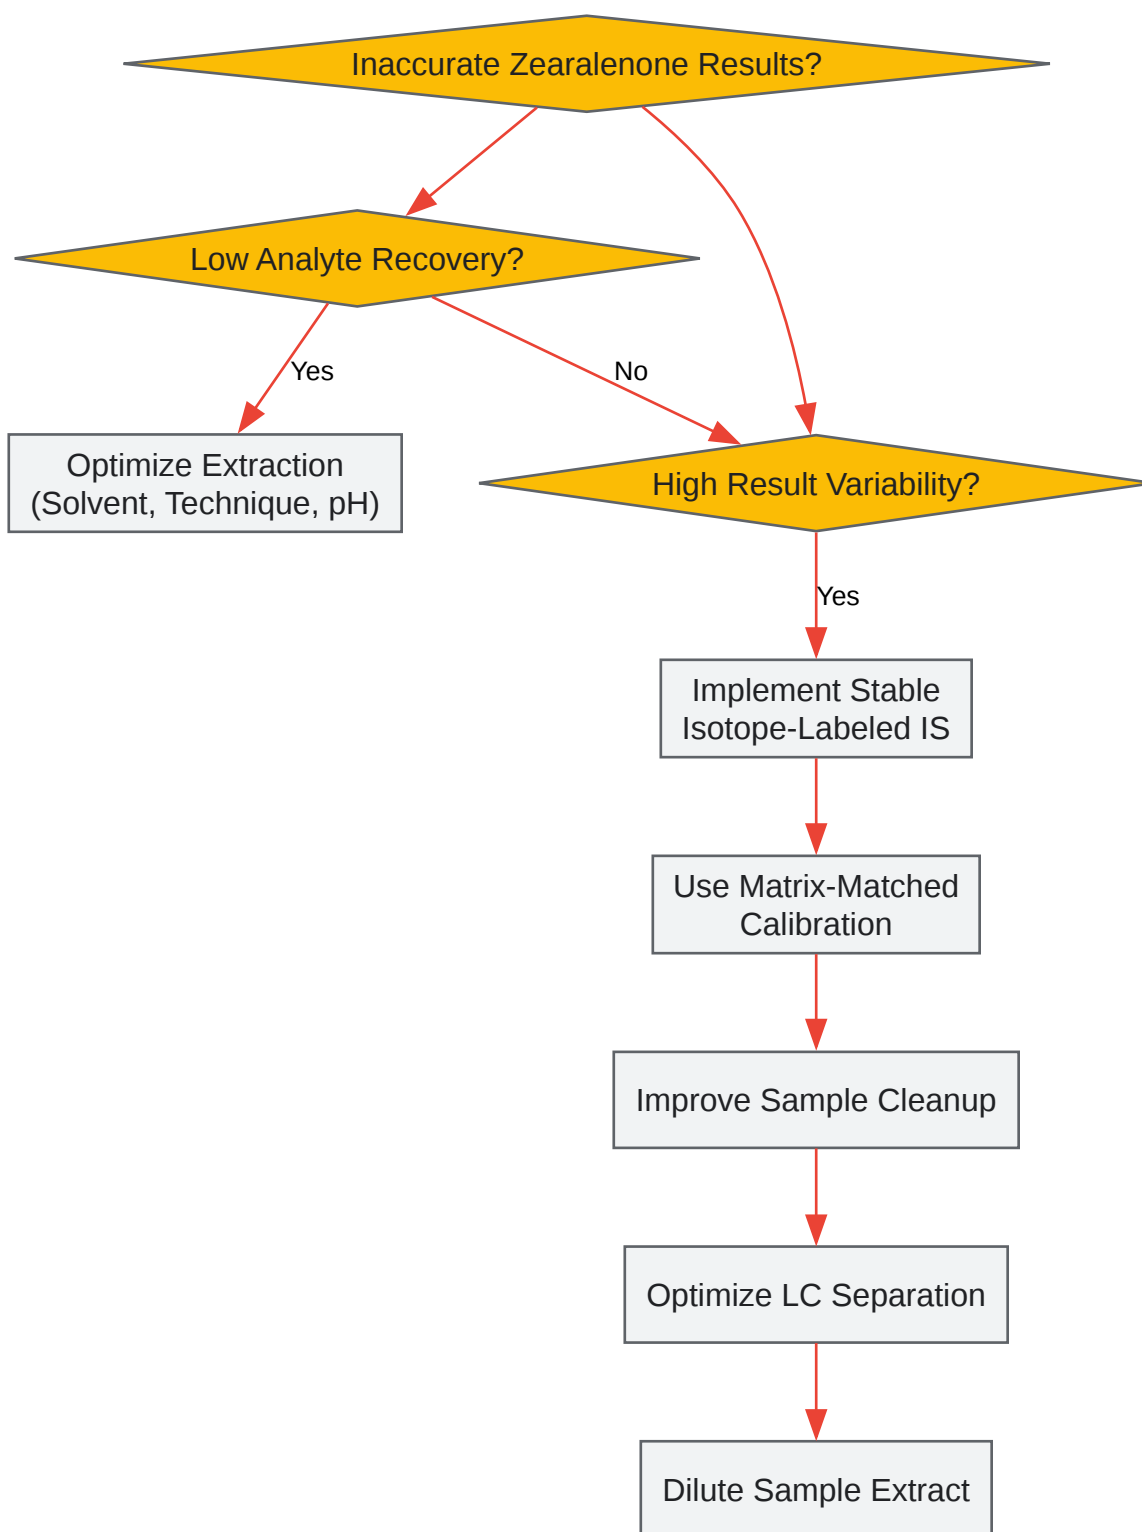 Inaccurate Zearalenone Results?
Low Analyte Recovery?
Yes
No
Optimize Extraction
(Solvent, Technique, pH)
High Result Variability?
Yes
Implement Stable
Isotope-Labeled IS
Use Matrix-Matched
Calibration
Improve Sample Cleanup
Optimize LC Separation
Dilute Sample Extract